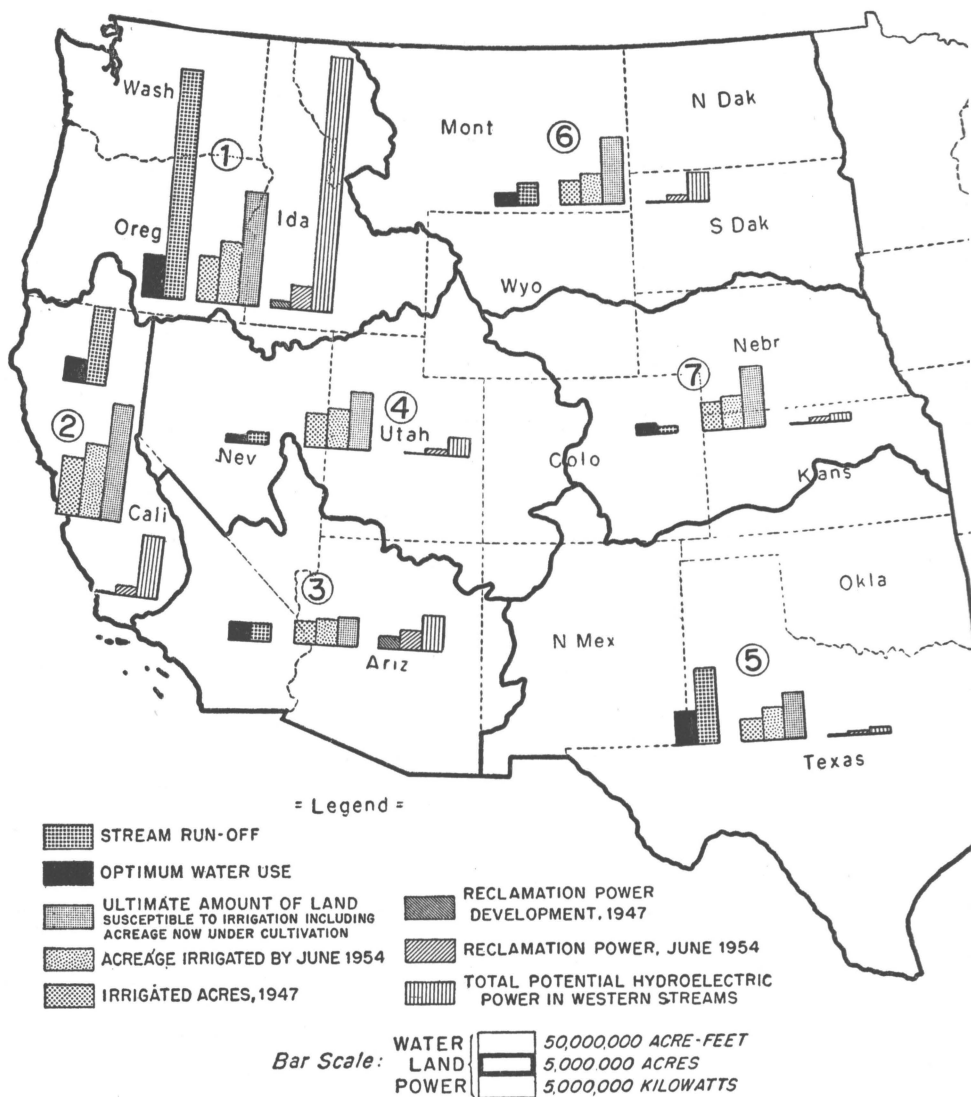 Wash
Mont
N Dak
⑥
①
Oreg
Ida
S Dak
Wyo
Nebr
⑦
②
④
Utah
Nev
Colo
Kans
Cali
③
Okla
N Mex
⑤
Ariz
Texas
= Legend =
STREAM RUN-OFF
OPTIMUM WATER USE
ULTIMATE AMOUNT OF LAND
SUSCEPTIBLE TO IRRIGATION INCLUDING
ACREAGE NOW UNDER CULTIVATION
ACREAGE IRRIGATED BY JUNE 1954
IRRIGATED ACRES, 1947
RECLAMATION POWER
DEVELOPMENT, 1947
RECLAMATION POWER, JUNE 1954
TOTAL POTENTIAL HYDROELECTRIC
POWER IN WESTERN STREAMS
Bar Scale:
WATER 50,000,000 ACRE-FEET
LAND 5,000,000 ACRES
POWER 5,000,000 KILOWATTS